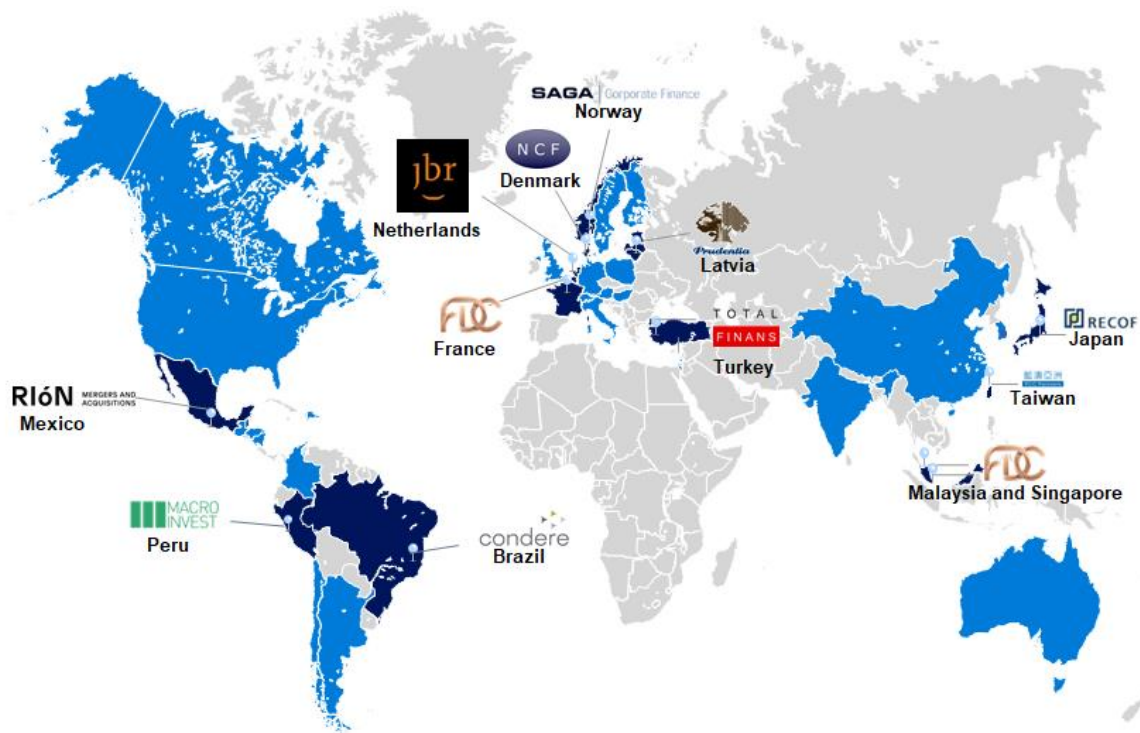 SAGA Corporate Finance
Norway
NCF
Denmark
jbr
Netherlands
Prudentia
Latvia
FDC
France
TOTAL
FINANS
Turkey
RECOF
Japan
Taiwan
RIóN MERGERS AND
ACQUISITIONS
Mexico
FDC
Malaysia and Singapore
MACRO
INVEST
Peru
condere
Brazil